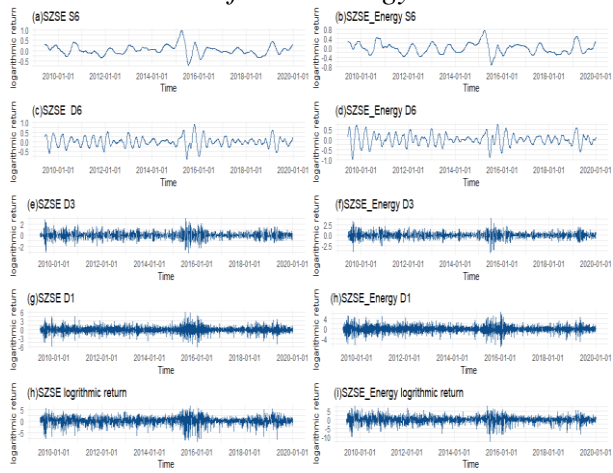 (a)SZSE S6
logarithmic return
1.0
0.5
0.0
-0.5
2010-01-01 2012-01-01 2014-01-01 2016-01-01 2018-01-01 2020-01-01
Time
(b)SZSE_Energy S6
logarithmic return
0.8
0.4
0.0
-0.4
-0.8
2010-01-01 2012-01-01 2014-01-01 2016-01-01 2018-01-01 2020-01-01
Time
(c)SZSE D6
logarithmic return
1.0
0.5
0.0
-0.5
2010-01-01 2012-01-01 2014-01-01 2016-01-01 2018-01-01 2020-01-01
Time
(d)SZSE_Energy D6
logarithmic return
0.5
0.0
-0.5
-1.0
2010-01-01 2012-01-01 2014-01-01 2016-01-01 2018-01-01 2020-01-01
Time
(e)SZSE D3
logarithmic return
2
0
-2
2010-01-01 2012-01-01 2014-01-01 2016-01-01 2018-01-01 2020-01-01
Time
(f)SZSE_Energy D3
logarithmic return
2.5
0.0
-2.5
2010-01-01 2012-01-01 2014-01-01 2016-01-01 2018-01-01 2020-01-01
Time
(g)SZSE D1
logarithmic return
6
3
0
-3
-6
2010-01-01 2012-01-01 2014-01-01 2016-01-01 2018-01-01 2020-01-01
Time
(h)SZSE_Energy D1
logarithmic return
4
0
-4
2010-01-01 2012-01-01 2014-01-01 2016-01-01 2018-01-01 2020-01-01
Time
(h)SZSE logrithmic return
logarithmic return
5
0
-5
2010-01-01 2012-01-01 2014-01-01 2016-01-01 2018-01-01 2020-01-01
Time
(i)SZSE_Energy logrithmic return
logarithmic return
5
0
-5
-10
2010-01-01 2012-01-01 2014-01-01 2016-01-01 2018-01-01 2020-01-01
Time